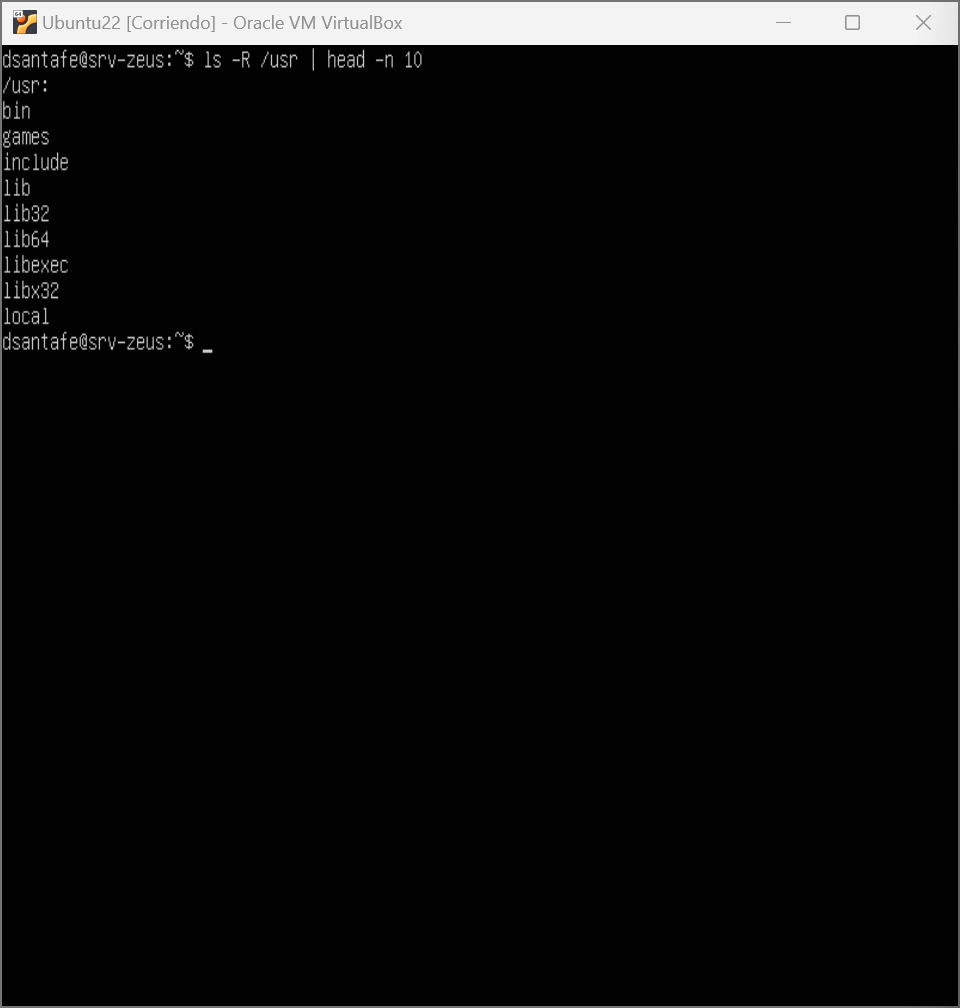 Ubuntu22 [Corriendo] - Oracle VM VirtualBox
dsantafe@srv-zeus:~$ ls -R /usr | head -n 10
/usr:
bin
games
include
lib
lib32
lib64
libexec
libx32
local
dsantafe@srv-zeus:~$ _